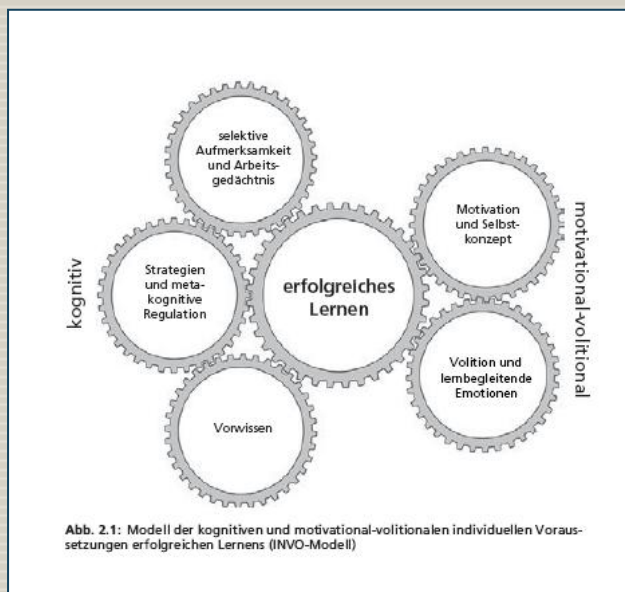 selektive
Aufmerksamkeit
und Arbeits-
gedächtnis
Motivation
und Selbst-
konzept
kognitiv
Strategien
und meta-
kognitive
Regulation
erfolgreiches
Lernen
motivational-volitional
Volition und
lernbegleitende
Emotionen
Vorwissen
Abb. 2.1: Modell der kognitiven und motivational-volitionalen individuellen Voraus-
setzungen erfolgreichen Lernens (INVO-Modell)